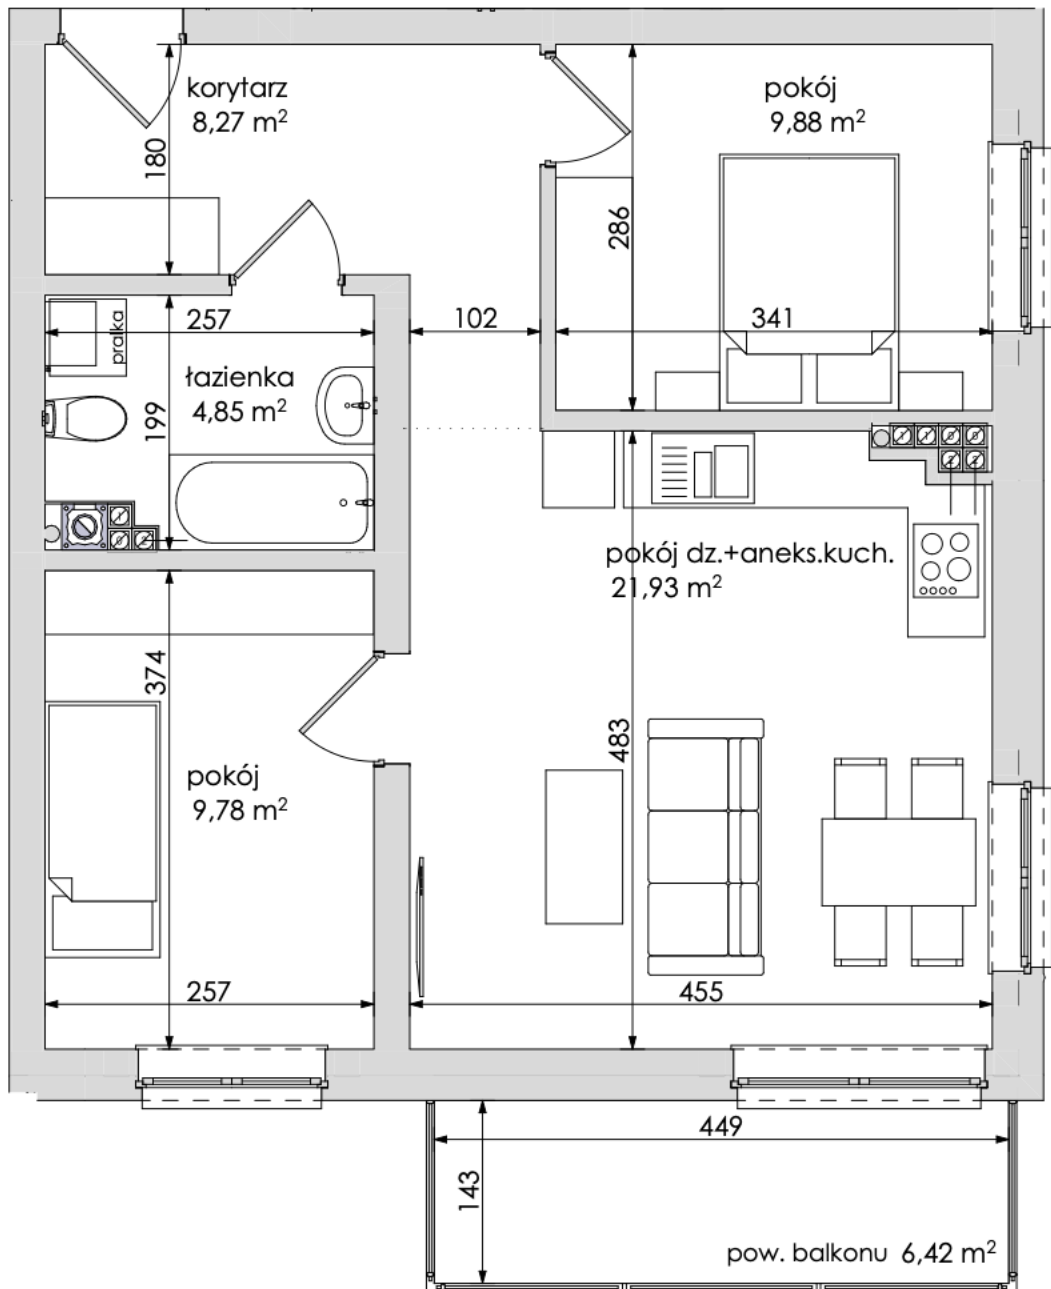 korytarz
8,27 m²
180
pokój
9,88 m²
286
341
102
257
pralka
łazienka
4,85 m²
199
pokój dz.+aneks.kuch.
21,93 m²
374
483
pokój
9,78 m²
257
455
449
143
pow. balkonu 6,42 m²